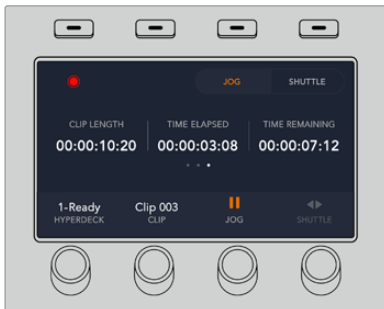 JOG SHUTTLE
CLIP LENGTH TIME ELAPSED TIME REMAINING
00:00:10:20 00:00:03:08 00:00:07:12
1-Ready Clip 003
HYPERDECK CLIP JOG SHUTTLE